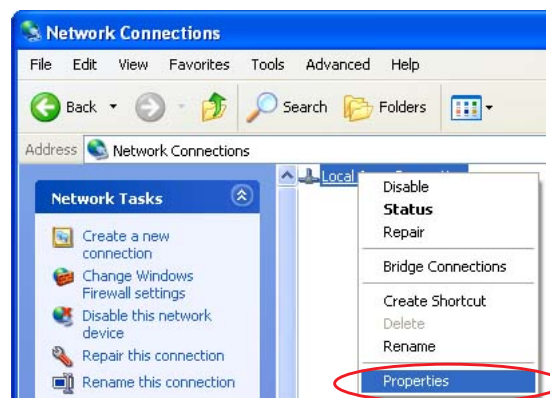 Network Connections
File Edit View Favorites Tools Advanced Help
Back Search Folders
Address Network Connections
Network Tasks
Create a new
connection
Change Windows
Firewall settings
Disable this network
device
Repair this connection
Rename this connection
Local
Disable
Status
Repair
Bridge Connections
Create Shortcut
Delete
Rename
Properties